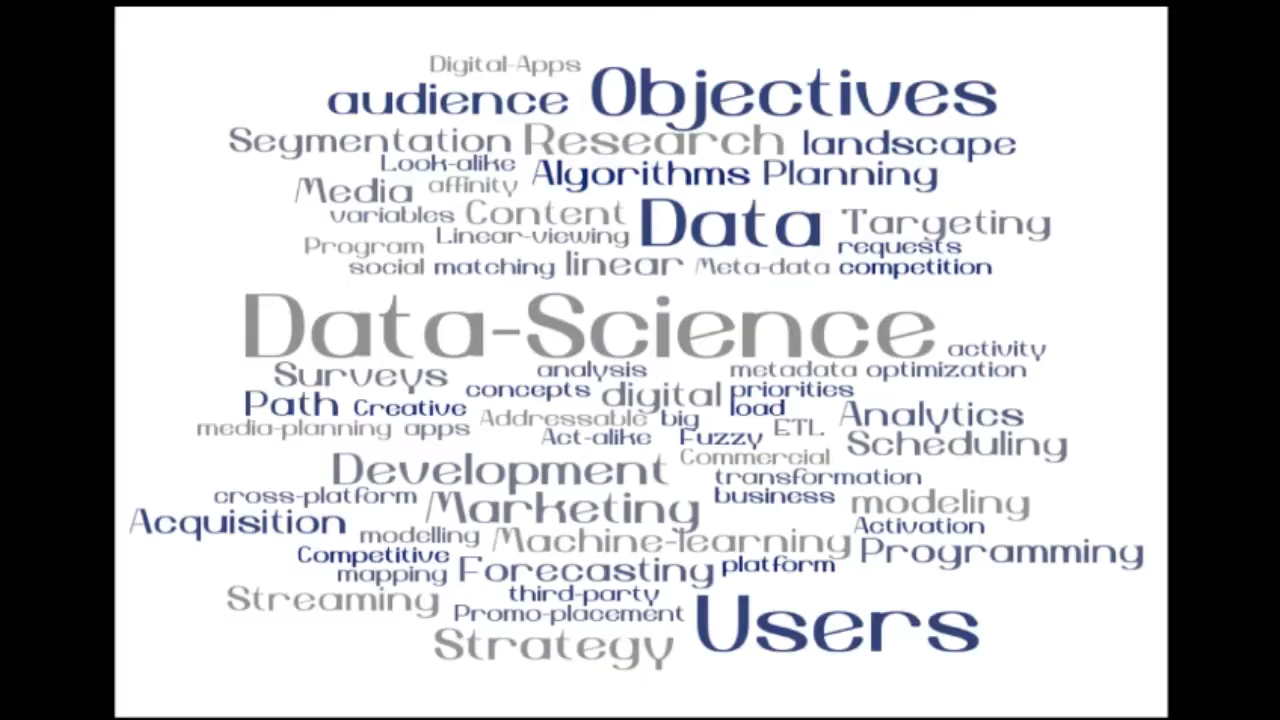 Digital-Apps
audience Objectives
Segmentation Research landscape
Look-alike Algorithms Planning
Media affinity
variables Content Data Targeting
Program Linear-viewing requests
social matching linear Meta-data competition
Data-Science activity
Surveys analysis metadata optimization
concepts digital priorities
Path Creative Addressable big load Analytics
media-planning apps Act-alike Fuzzy ETL Scheduling
Development Commercial transformation
cross-platform Marketing business modeling
Acquisition modelling Machine-learning Activation
Competitive Programming
mapping Forecasting platform
Streaming third-party
Promo-placement Users
Strategy